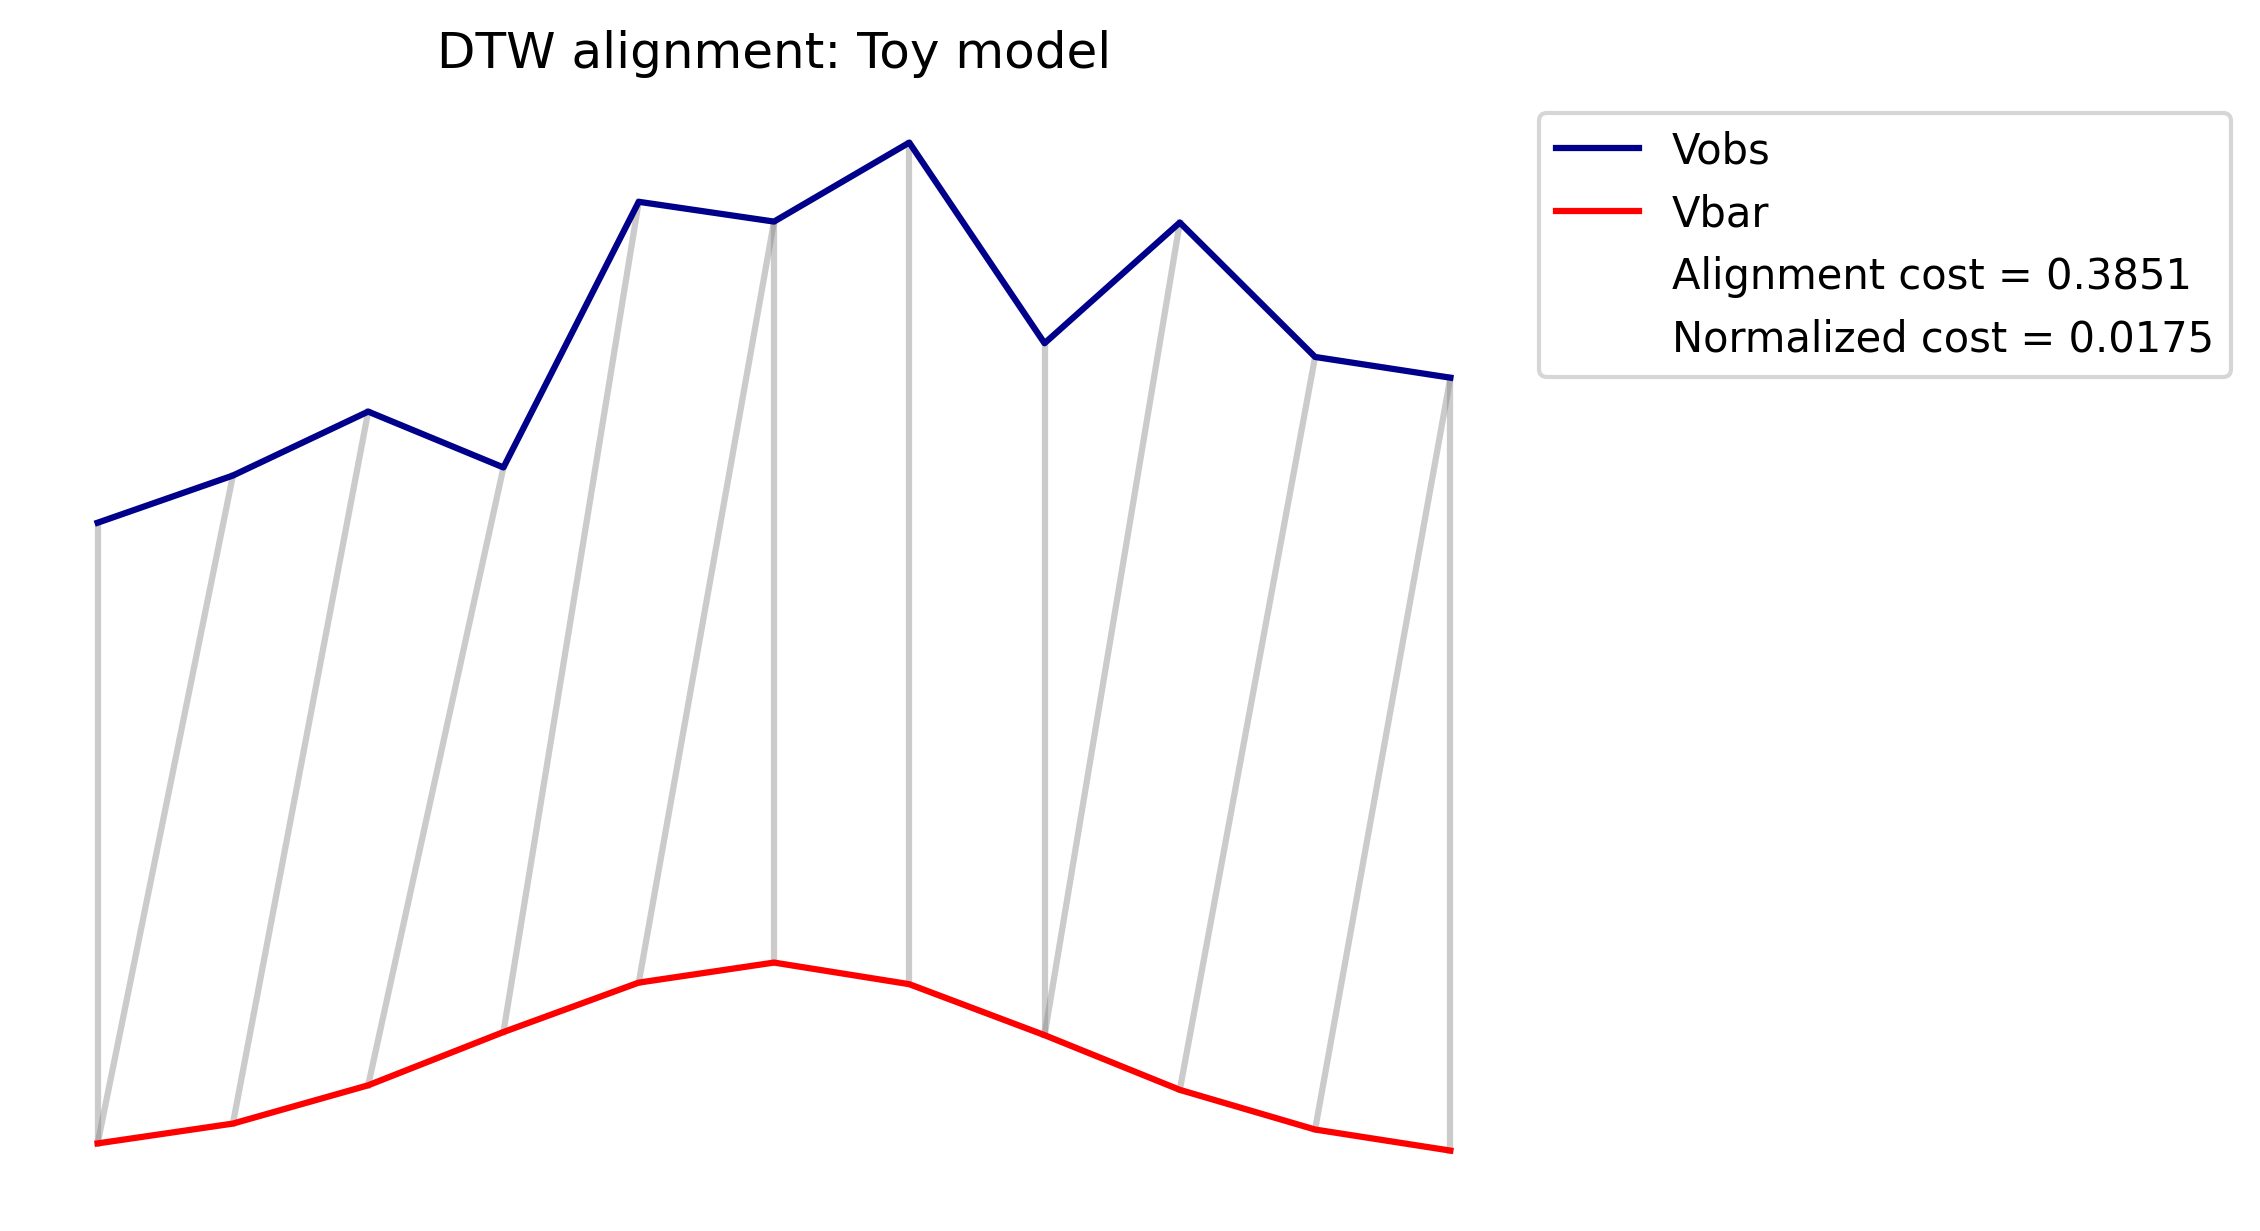 DTW alignment: Toy model
Vobs
Vbar
Alignment cost = 0.3851
Normalized cost = 0.0175